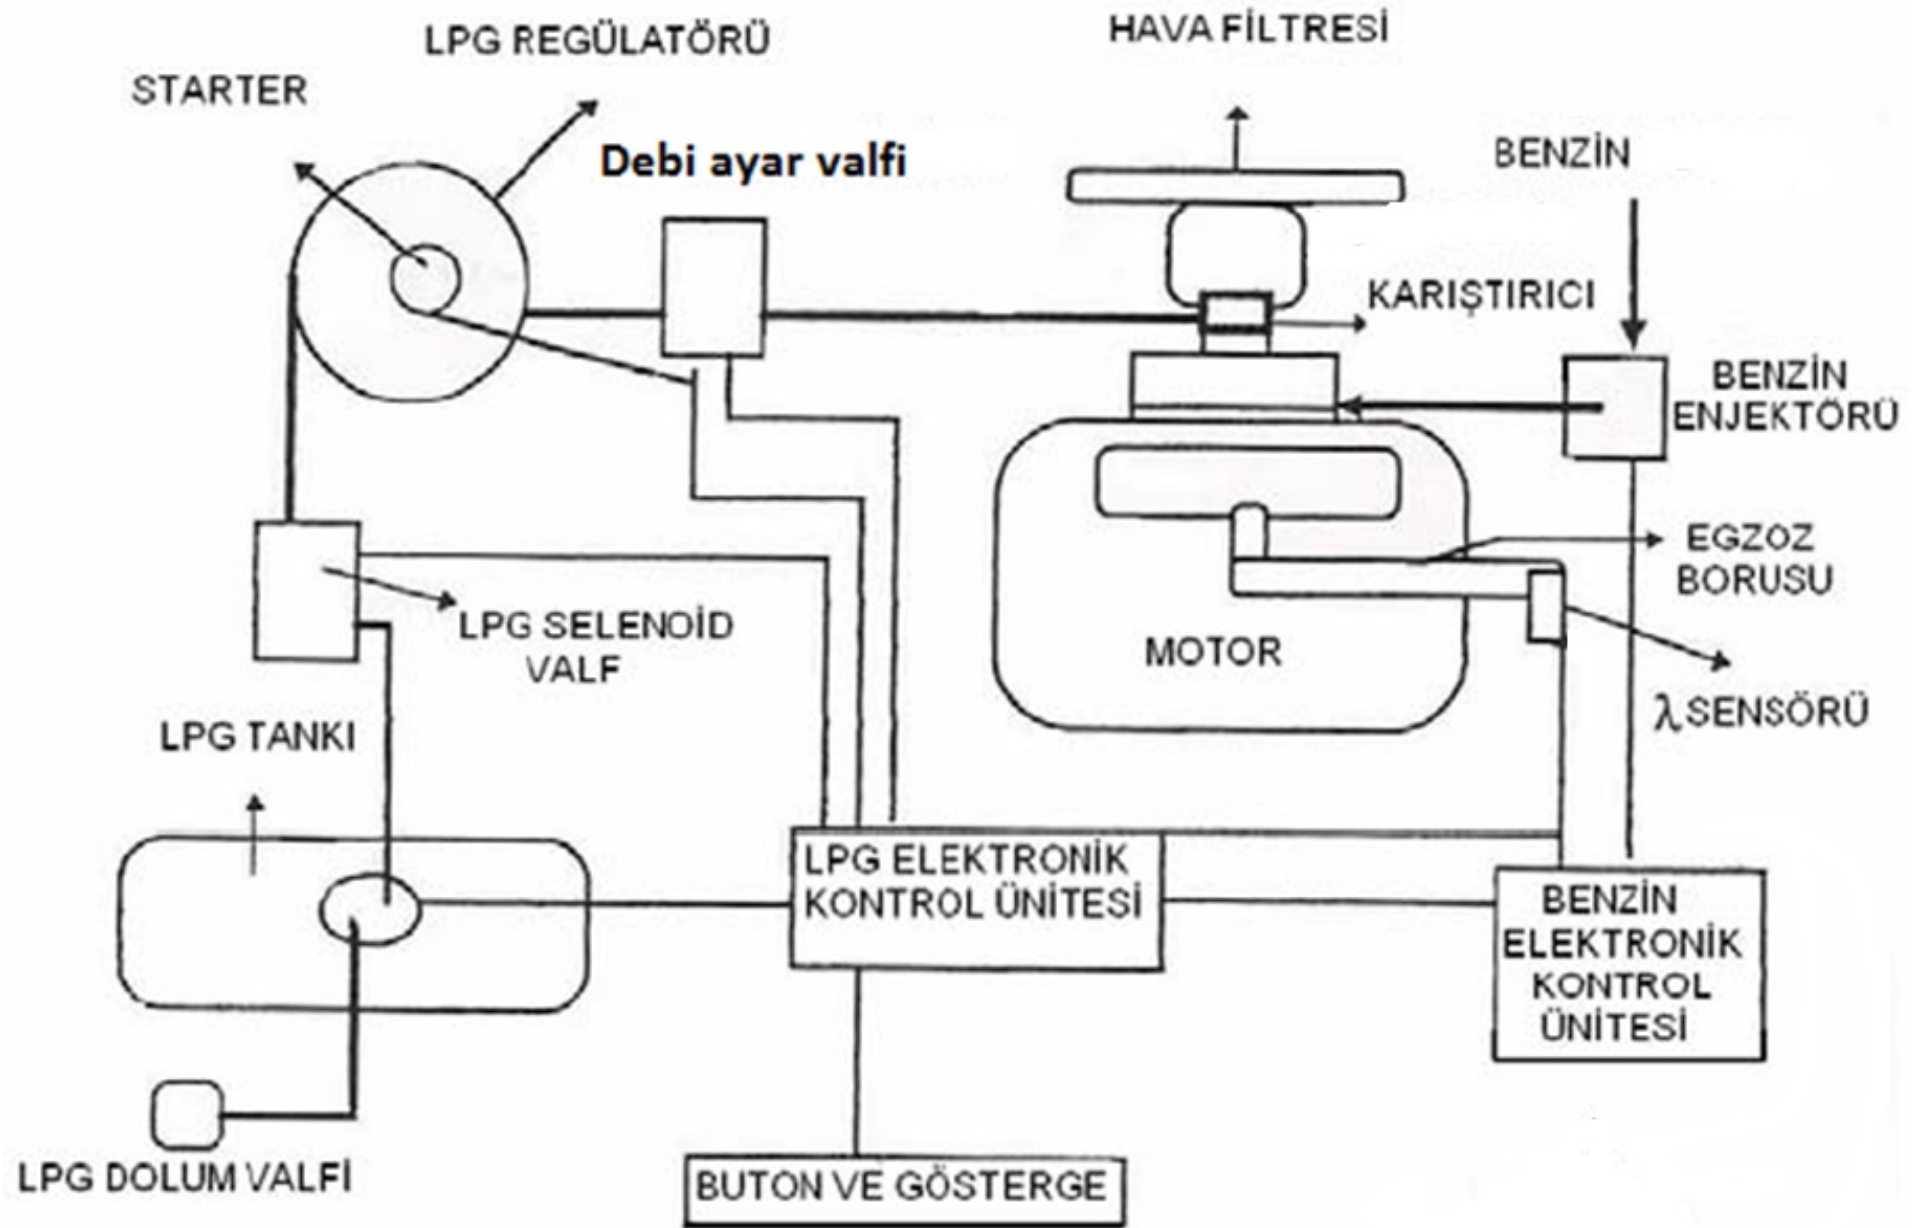 LPG REGÜLATÖRÜ
HAVA FİLTRESİ
STARTER
Debi ayar valfi
BENZİN
KARIŞTIRICI
BENZİN
ENJEKTÖRÜ
EGZOZ
BORUSU
LPG SELENOİD
VALF
MOTOR
λ SENSÖRÜ
LPG TANKI
LPG ELEKTRONİK
KONTROL ÜNİTESİ
BENZİN
ELEKTRONİK
KONTROL
ÜNİTESİ
LPG DOLUM VALFİ
BUTON VE GÖSTERGE